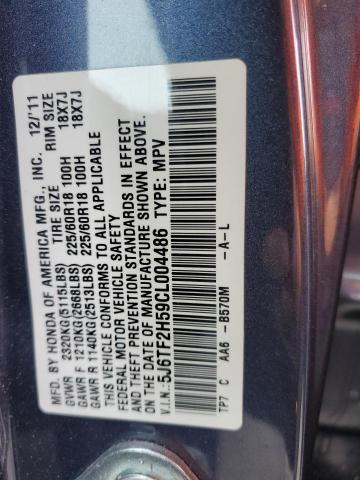 MFD. BY HONDA OF AMERICA MFG., INC. 12/'11
TIRE SIZE RIM SIZE
GVWR 2320KG(5115LBS)
GAWR F 1210KG(2668LBS) 225/60R18 100H 18X7J
GAWR R 1140KG(2513LBS) 225/60R18 100H 18X7J
THIS VEHICLE CONFORMS TO ALL APPLICABLE
FEDERAL MOTOR VEHICLE SAFETY
AND THEFT PREVENTION STANDARDS IN EFFECT
ON THE DATE OF MANUFACTURE SHOWN ABOVE.
V.I.N.:5J6TF2H59CL004486 TYPE: MPV
TP7 C AA6 -B570M -A-L